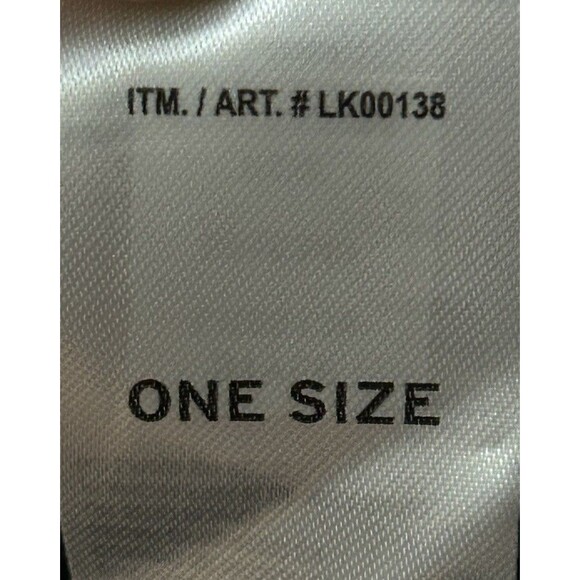 ITM. / ART. # LK00138
ONE SIZE